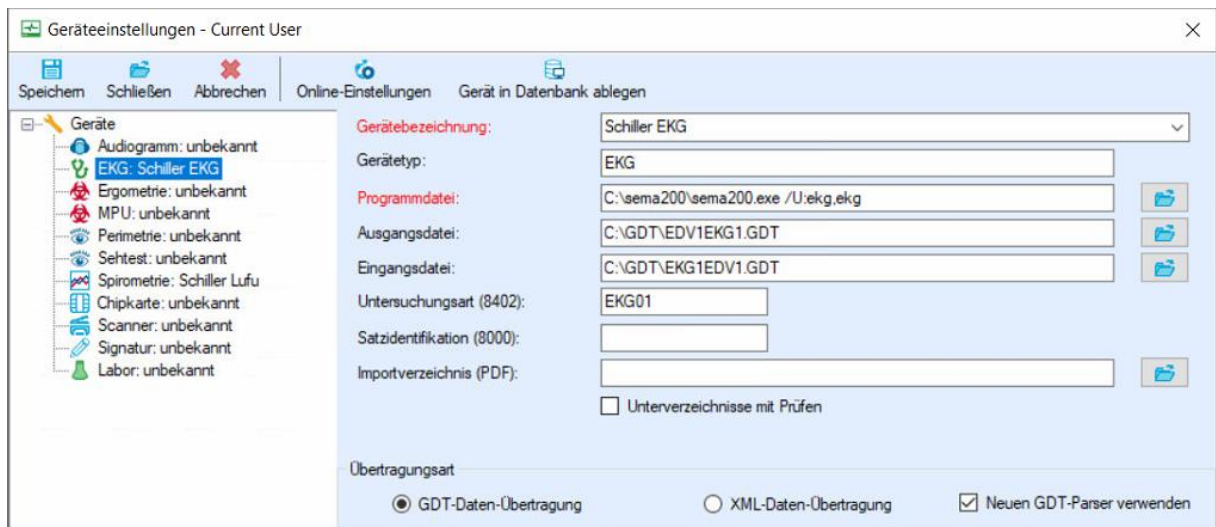 Geräteeinstellungen - Current User
Speichern Schließen Abbrechen Online-Einstellungen Gerät in Datenbank ablegen
Geräte
Audiogramm: unbekannt
EKG: Schiller EKG
Ergometrie: unbekannt
MPU: unbekannt
Perimetrie: unbekannt
Sehtest: unbekannt
Spirometrie: Schiller Lufu
Chipkarte: unbekannt
Scanner: unbekannt
Signatur: unbekannt
Labor: unbekannt
Gerätebezeichnung: Schiller EKG
Gerätetyp: EKG
Programmdatei: C:\sema200\sema200.exe /U:ekg,ekg
Ausgangsdatei: C:\GDT\EDV1EKG1.GDT
Eingangsdatei: C:\GDT\EKG1EDV1.GDT
Untersuchungsart (8402): EKG01
Satzidentifikation (8000):
Importverzeichnis (PDF):
Unterverzeichnisse mit Prüfen
Übertragungsart
GDT-Daten-Übertragung XML-Daten-Übertragung Neuen GDT-Parser verwenden